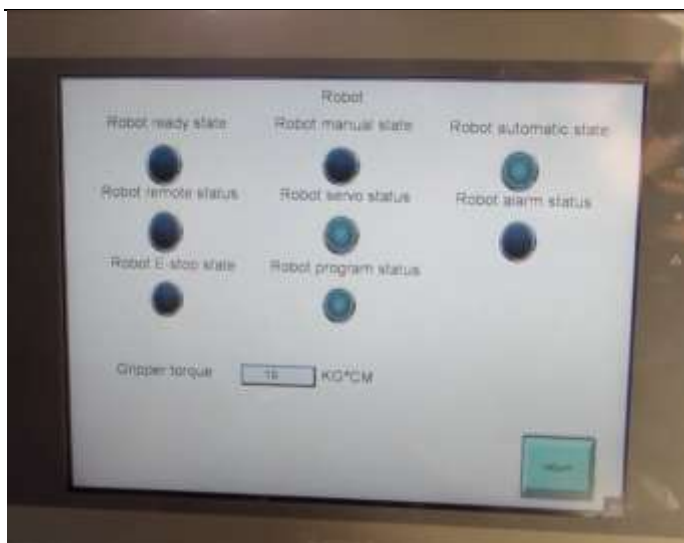 Robot
Robot ready state
Robot manual state
Robot automatic state
Robot remote status
Robot servo status
Robot alarm status
Robot E-stop state
Robot program status
Gripper torque
KG*CM